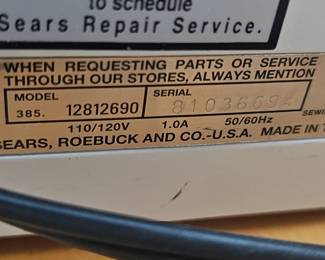 to schedule
Sears Repair Service.
WHEN REQUESTING PARTS OR SERVICE
THROUGH OUR STORES, ALWAYS MENTION
MODEL SERIAL
385. 12812690
110/120V 1.0A 50/60Hz
SEARS, ROEBUCK AND CO.-U.S.A. MADE IN